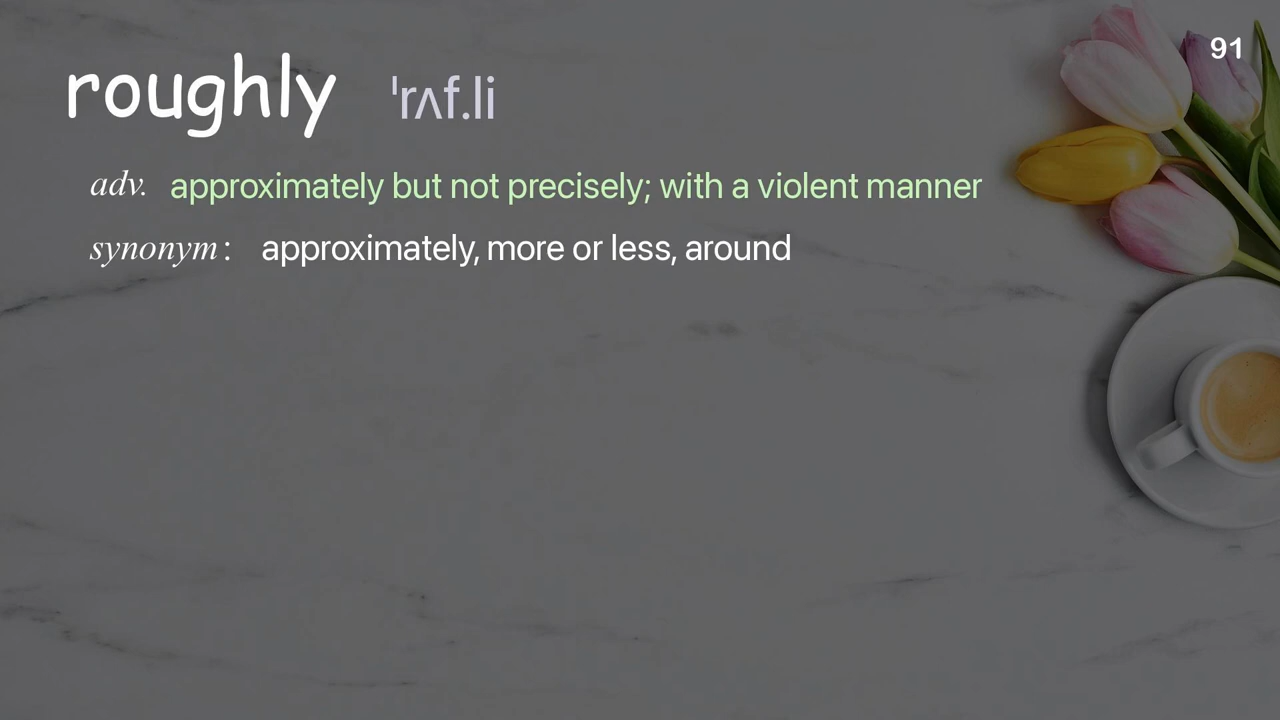 91
roughly ˈrʌf.li
adv. approximately but not precisely; with a violent manner
synonym: approximately, more or less, around